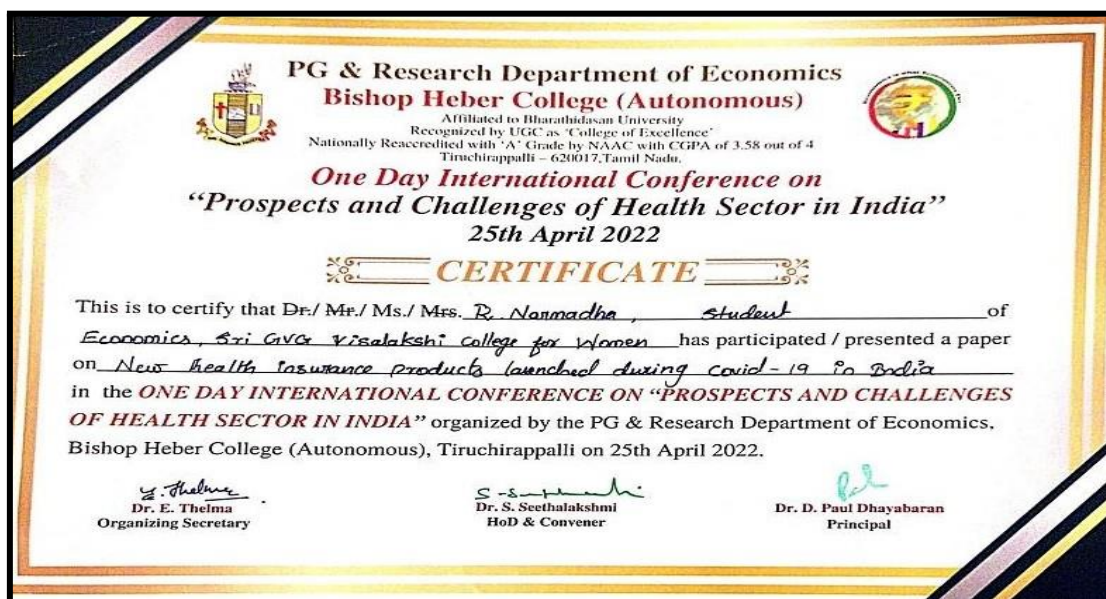 PG & Research Department of Economics
Bishop Heber College (Autonomous)
Affiliated to Bharathidasan University
Recognized by UGC as 'College of Excellence'
Nationally Reaccredited with 'A' Grade by NAAC with CGPA of 3.58 out of 4
Tiruchirappalli – 620017,Tamil Nadu.
One Day International Conference on
“Prospects and Challenges of Health Sector in India”
25th April 2022
CERTIFICATE
This is to certify that Dr./ Mr./ Ms./ Mrs. R. Narmadha, student of
Economics, Sri GVG Visalakshi College for Women has participated / presented a paper
on New health insurance products launched during covid-19 in India
in the ONE DAY INTERNATIONAL CONFERENCE ON “PROSPECTS AND CHALLENGES
OF HEALTH SECTOR IN INDIA” organized by the PG & Research Department of Economics,
Bishop Heber College (Autonomous), Tiruchirappalli on 25th April 2022.
Dr. E. Thelma Dr. S. Seethalakshmi Dr. D. Paul Dhayabaran
Organizing Secretary HoD & Convener Principal